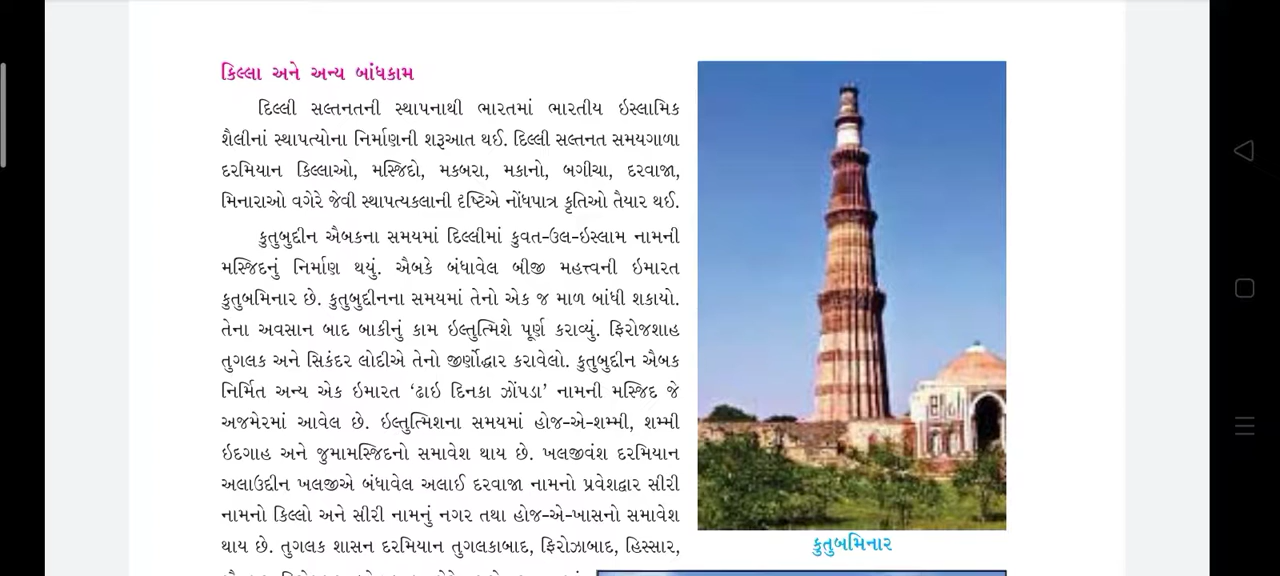 કિલ્લા અને અન્ય બાંધકામ
દિલ્લી સલ્તનતની સ્થાપનાથી ભારતમાં ભારતીય ઇસ્લામિક
શૈલીનાં સ્થાપત્યોના નિર્માણની શરૂઆત થઈ. દિલ્લી સલ્તનત સમયગાળા
દરમિયાન કિલ્લાઓ, મસ્જિદો, મકબરા, મકાનો, બગીચા, દરવાજા,
મિનારાઓ વગેરે જેવી સ્થાપત્યકલાની દૃષ્ટિએ નોંધપાત્ર કૃતિઓ તૈયાર થઈ.
કુતુબુદ્દીન ઐબકના સમયમાં દિલ્લીમાં કુવત-ઉલ-ઇસ્લામ નામની
મસ્જિદનું નિર્માણ થયું. ઐબકે બંધાવેલ બીજી મહત્ત્વની ઇમારત
કુતુબમિનાર છે. કુતુબુદ્દીનના સમયમાં તેનો એક જ માળ બાંધી શકાયો.
તેના અવસાન બાદ બાકીનું કામ ઇલ્તુત્મિશે પૂર્ણ કરાવ્યું. ફિરોજશાહ
તુગલક અને સિકંદર લોદીએ તેનો જીર્ણોદ્ધાર કરાવેલો. કુતુબુદ્દીન ઐબક
નિર્મિત અન્ય એક ઇમારત ‘ઢાઇ દિનકા ઝોંપડા’ નામની મસ્જિદ જે
અજમેરમાં આવેલ છે. ઇલ્તુત્મિશના સમયમાં હોજ-એ-શમ્મી, શમ્મી
ઇદગાહ અને જુમામસ્જિદનો સમાવેશ થાય છે. ખલજીવંશ દરમિયાન
અલાઉદ્દીન ખલજીએ બંધાવેલ અલાઈ દરવાજા નામનો પ્રવેશદ્વાર સીરી
નામનો કિલ્લો અને સીરી નામનું નગર તથા હોજ-એ-ખાસનો સમાવેશ
થાય છે. તુગલક શાસન દરમિયાન તુગલકાબાદ, ફિરોઝાબાદ, હિસ્સાર,
કુતુબમિનાર